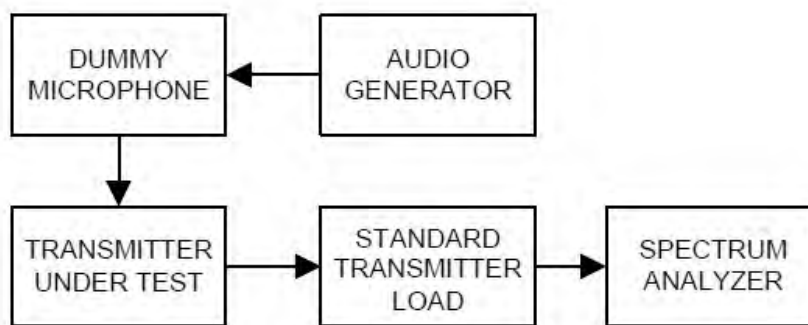 DUMMY
MICROPHONE
AUDIO
GENERATOR
TRANSMITTER
UNDER TEST
STANDARD
TRANSMITTER
LOAD
SPECTRUM
ANALYZER